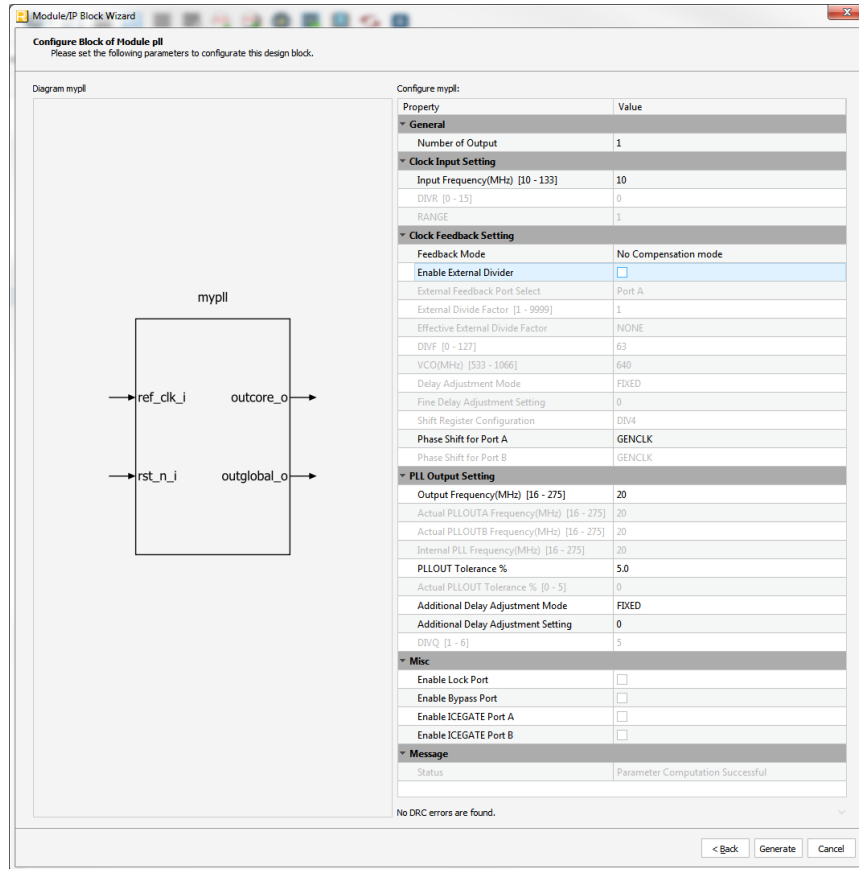 Module/IP Block Wizard
Configure Block of Module pll
Please set the following parameters to configurate this design block.
Diagram mypll
mypll
ref_clk_i outcore_o
rst_n_i outglobal_o
Configure mypll:
Property Value
General
Number of Output 1
Clock Input Setting
Input Frequency(MHz) [10 - 133] 10
DIVR [0 - 15] 0
RANGE 1
Clock Feedback Setting
Feedback Mode No Compensation mode
Enable External Divider
External Feedback Port Select Port A
External Divide Factor [1 - 9999] 1
Effective External Divide Factor NONE
DIVF [0 - 127] 63
VCO(MHz) [533 - 1066] 640
Delay Adjustment Mode FIXED
Fine Delay Adjustment Setting 0
Shift Register Configuration DIV4
Phase Shift for Port A GENCLK
Phase Shift for Port B GENCLK
PLL Output Setting
Output Frequency(MHz) [16 - 275] 20
Actual PLLOUTA Frequency(MHz) [16 - 275] 20
Actual PLLOUTB Frequency(MHz) [16 - 275] 20
Internal PLL Frequency(MHz) [16 - 275] 20
PLLOUT Tolerance % 5.0
Actual PLLOUT Tolerance % [0 - 5] 0
Additional Delay Adjustment Mode FIXED
Additional Delay Adjustment Setting 0
DIVQ [1 - 6] 5
Misc
Enable Lock Port
Enable Bypass Port
Enable ICEGATE Port A
Enable ICEGATE Port B
Message
Status Parameter Computation Successful
No DRC errors are found.
< Back Generate Cancel